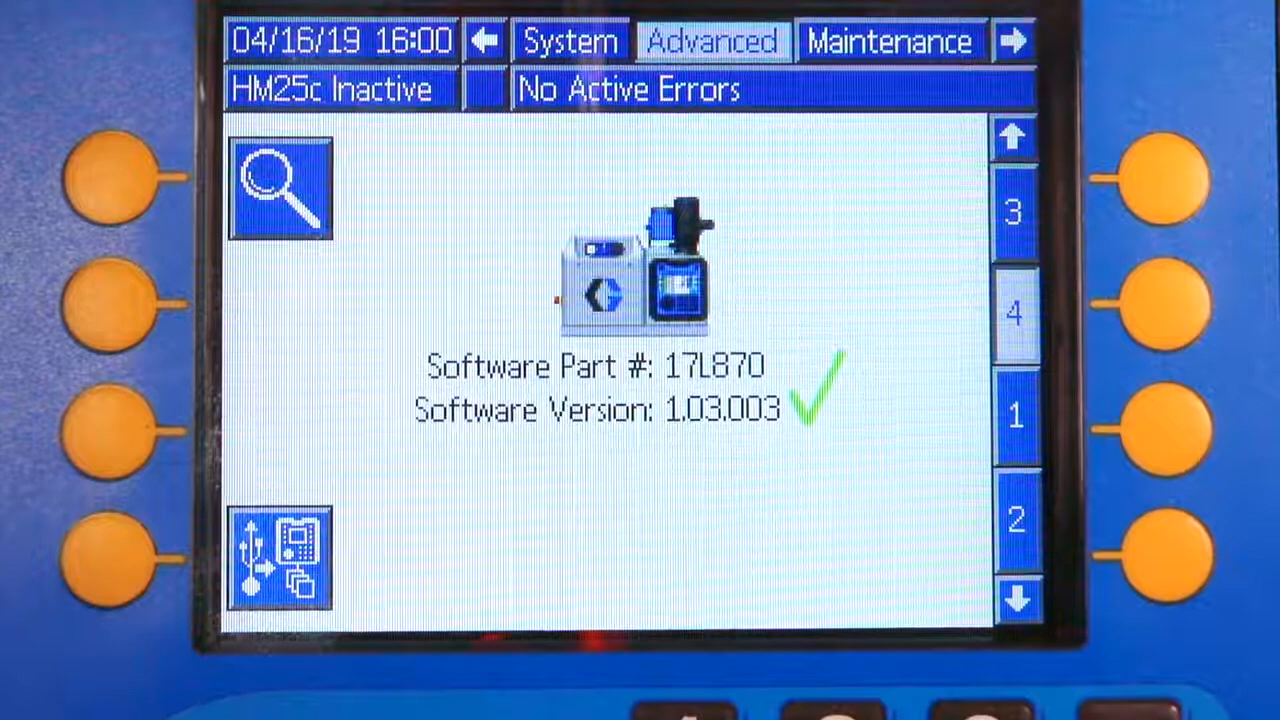 04/16/19 16:00 System Advanced Maintenance
HM25c Inactive No Active Errors
3
4
Software Part #: 17L870
Software Version: 1.03.003
1
2